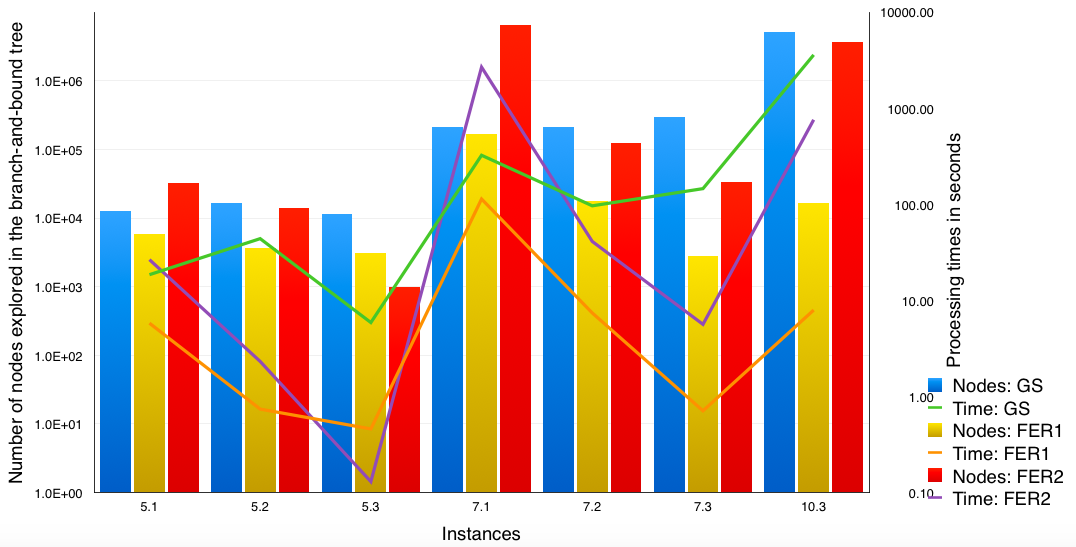 Number of nodes explored in the branch-and-bound tree
1.0E+06
1.0E+05
1.0E+04
1.0E+03
1.0E+02
1.0E+01
1.0E+00
5.1
5.2
5.3
7.1
7.2
7.3
10.3
Instances
10000.00
1000.00
100.00
10.00
1.00
0.10
Processing times in seconds
Nodes: GS
Time: GS
Nodes: FER1
Time: FER1
Nodes: FER2
Time: FER2